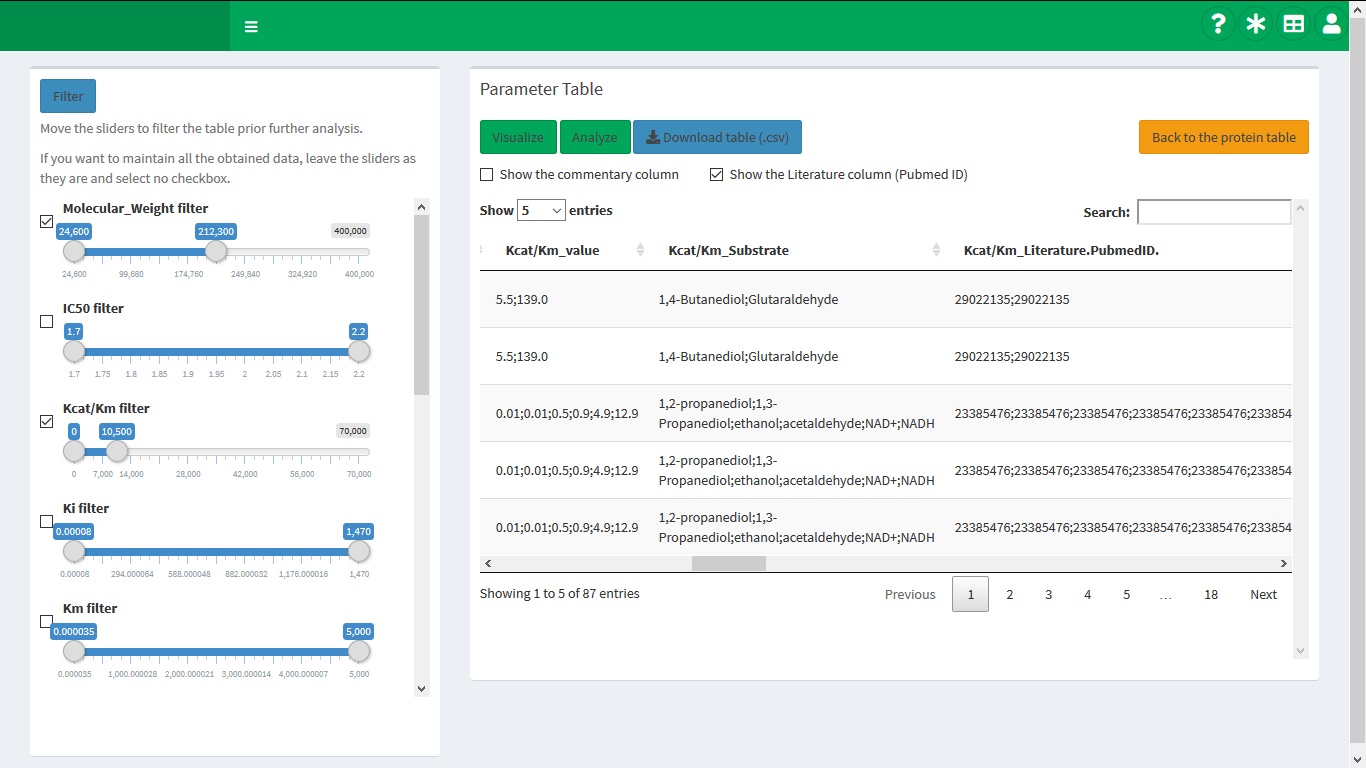 Filter
Move the sliders to filter the table prior further analysis.
If you want to maintain all the obtained data, leave the sliders as
they are and select no checkbox.
Molecular_Weight filter
24,600 212,300 400,000
24,600 99,680 174,760 249,840 324,920 400,000
IC50 filter
1.7 2.2
1.7 1.75 1.8 1.85 1.9 1.95 2 2.05 2.1 2.15 2.2
Kcat/Km filter
0 10,500 70,000
0 7,000 14,000 28,000 42,000 56,000 70,000
Ki filter
0.00008 1,470
0.00008 294.000064 588.000048 882.000032 1,176.000016 1,470
Km filter
0.000035 5,000
0.000035 1,000.000028 2,000.000021 3,000.000014 4,000.000007 5,000
Parameter Table
Visualize Analyze Download table (.csv) Back to the protein table
Show the commentary column Show the Literature column (Pubmed ID)
Show 5 entries Search:
Kcat/Km_value Kcat/Km_Substrate Kcat/Km_Literature.PubmedID.
5.5;139.0 1,4-Butanediol;Glutaraldehyde 29022135;29022135
5.5;139.0 1,4-Butanediol;Glutaraldehyde 29022135;29022135
0.01;0.01;0.5;0.9;4.9;12.9 1,2-propanediol;1,3-
Propanediol;ethanol;acetaldehyde;NAD+;NADH 23385476;23385476;23385476;23385476;23385476;233854
0.01;0.01;0.5;0.9;4.9;12.9 1,2-propanediol;1,3-
Propanediol;ethanol;acetaldehyde;NAD+;NADH 23385476;23385476;23385476;23385476;23385476;233854
0.01;0.01;0.5;0.9;4.9;12.9 1,2-propanediol;1,3-
Propanediol;ethanol;acetaldehyde;NAD+;NADH 23385476;23385476;23385476;23385476;23385476;233854
Showing 1 to 5 of 87 entries Previous 1 2 3 4 5 … 18 Next